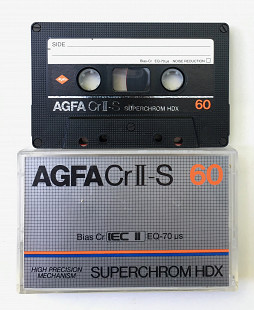 SIDE
Bias Cr EQ-70µs NOISE REDUCTION
AGFA CrII-S SUPERCHROM HDX 60
AGFA CrII-S 60
Bias Cr IEC II EQ-70 µs
HIGH PRECISION
MECHANISM
SUPERCHROM HDX